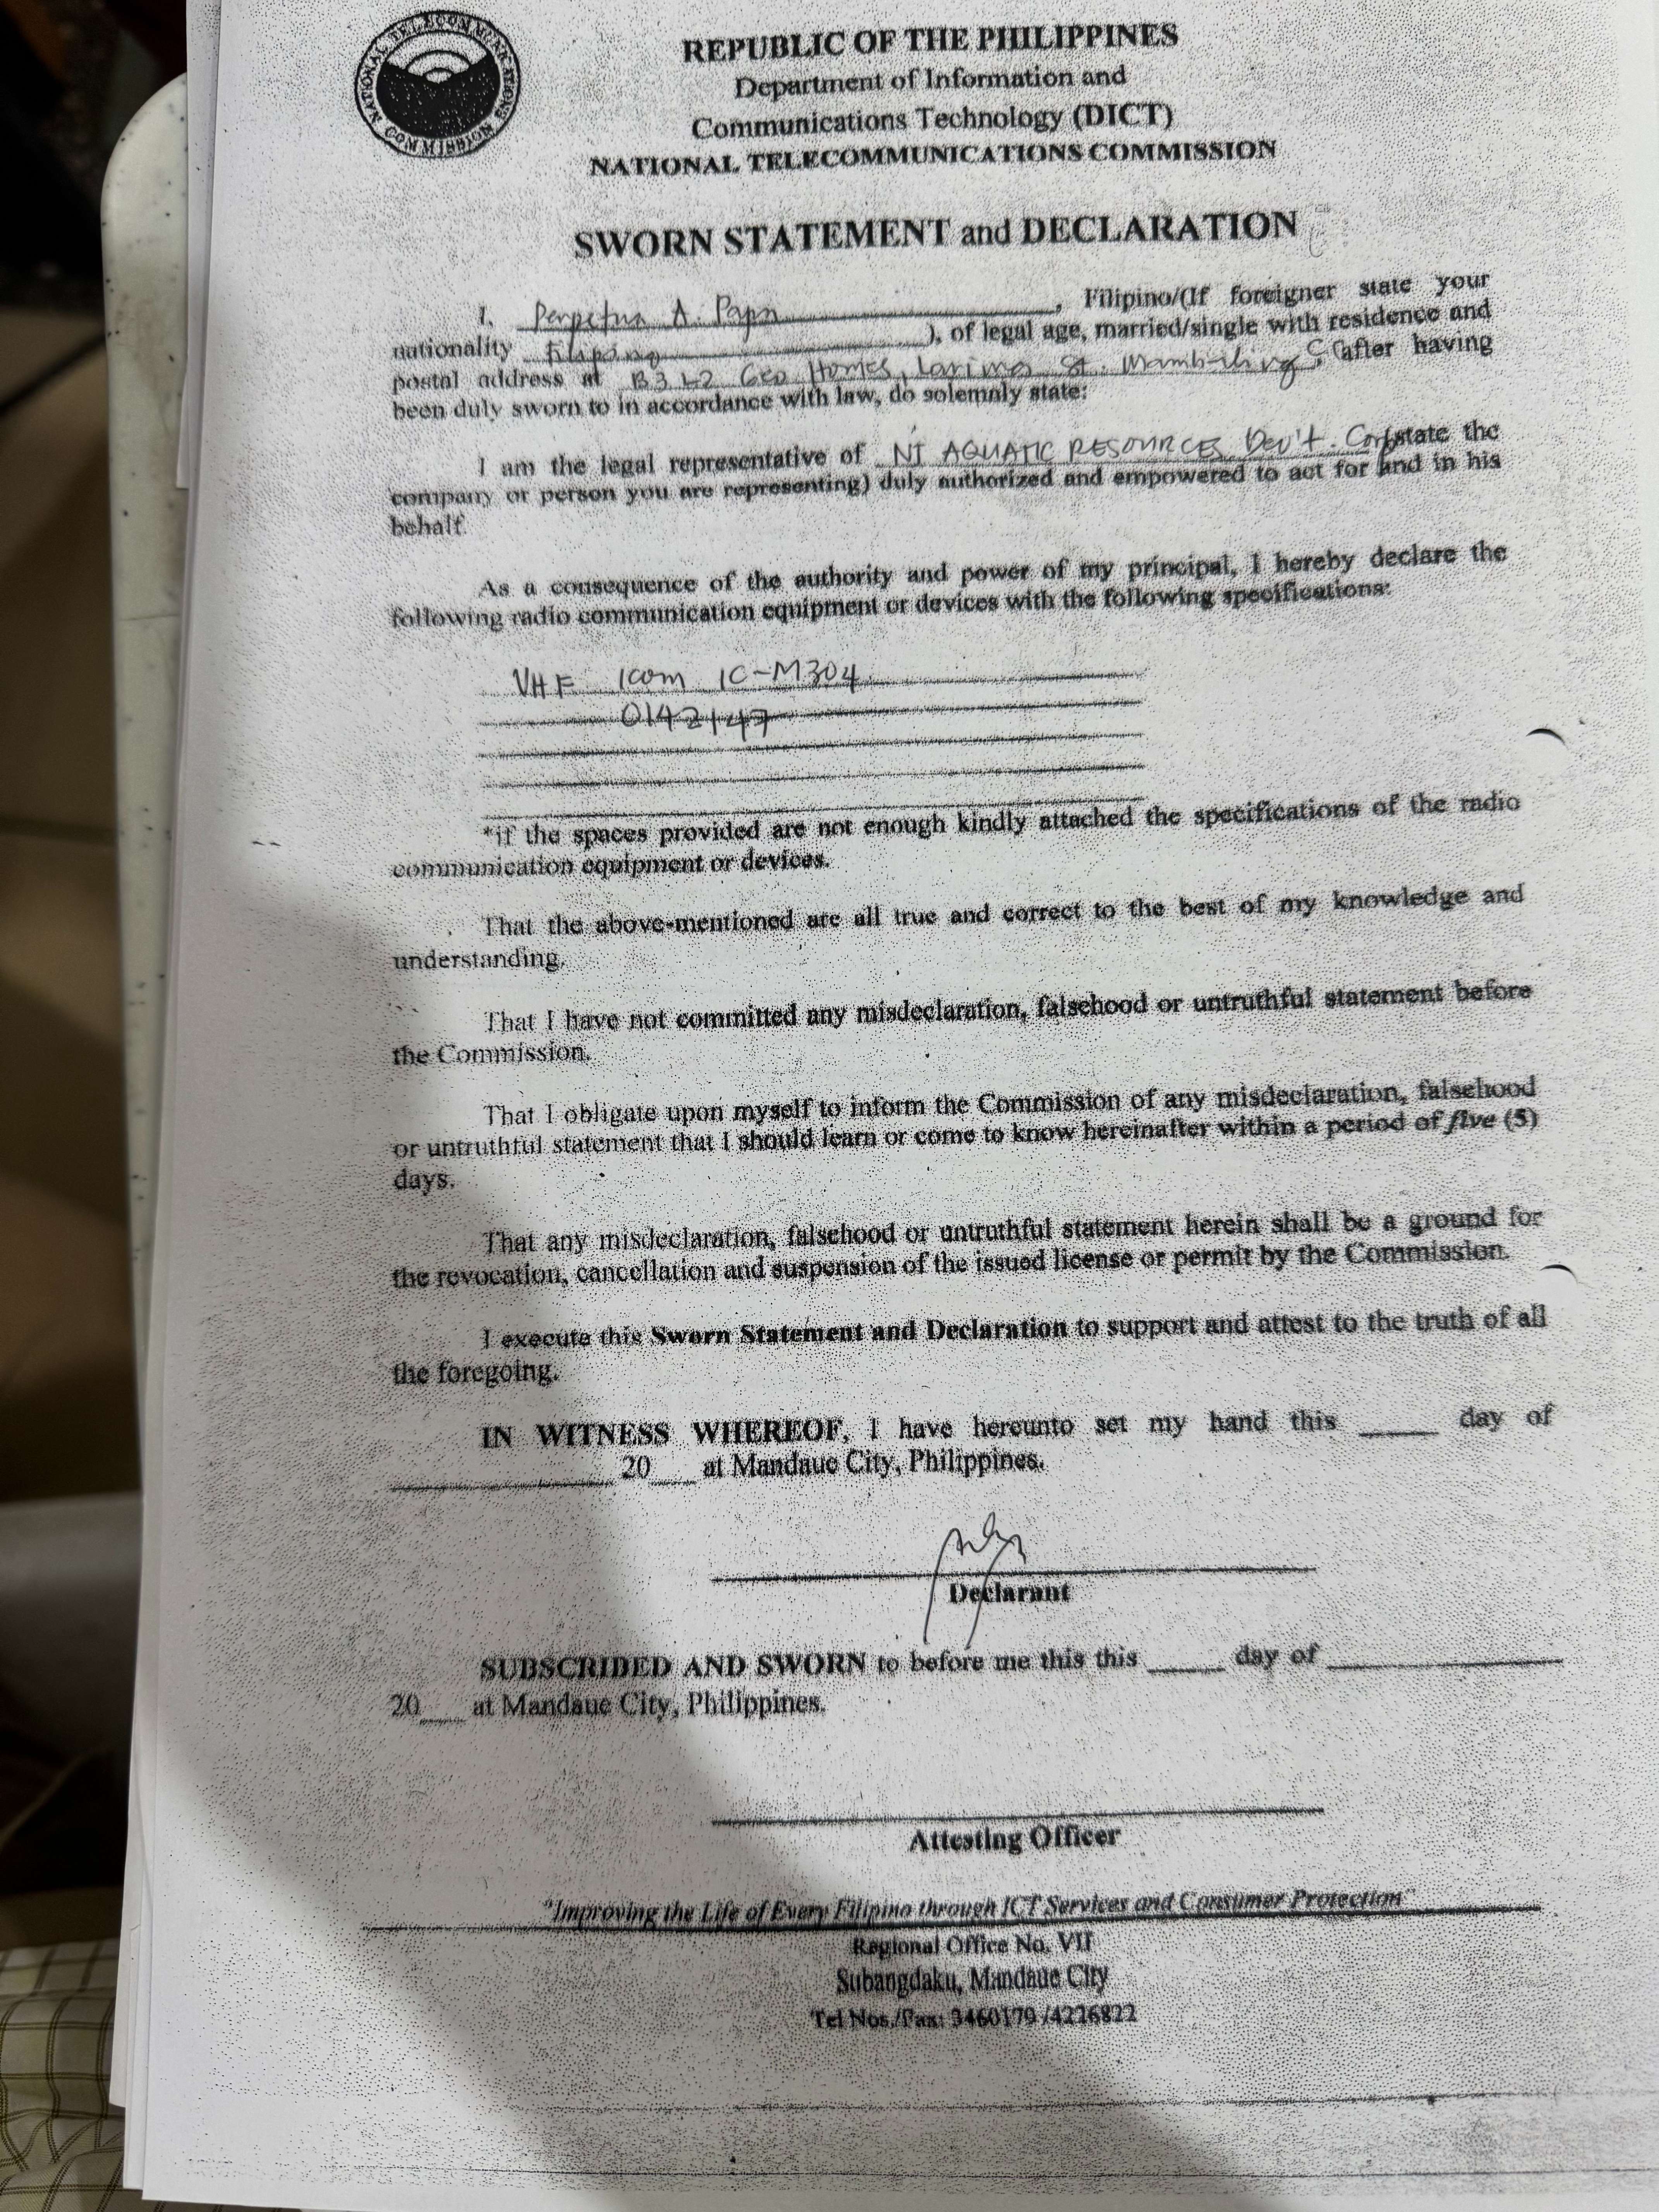 NATIONAL TELECOMMUNICATIONS COMMISSION
REPUBLIC OF THE PHILIPPINES
Department of Information and
Communications Technology (DICT)
NATIONAL TELECOMMUNICATIONS COMMISSION
SWORN STATEMENT and DECLARATION
I, Perpetua A. Papa, Filipino/(If foreigner state your
nationality Filipino), of legal age, married/single with residence and
postal address at B3 L2 Geo Homes, Larimar St. Mambaling C after having
been duly sworn to in accordance with law, do solemnly state:
I am the legal representative of NJ AQUATIC RESOURCES Dev't. Corp (state the
company or person you are representing) duly authorized and empowered to act for and in his
behalf.
As a consequence of the authority and power of my principal, I hereby declare the
following radio communication equipment or devices with the following specifications:
VHF Icom IC-M304
0142147
*if the spaces provided are not enough kindly attached the specifications of the radio
communication equipment or devices.
That the above-mentioned are all true and correct to the best of my knowledge and
understanding.
That I have not committed any misdeclaration, falsehood or untruthful statement before
the Commission.
That I obligate upon myself to inform the Commission of any misdeclaration, falsehood
or untruthful statement that I should learn or come to know hereinafter within a period of five (5)
days.
That any misdeclaration, falsehood or untruthful statement herein shall be a ground for
the revocation, cancellation and suspension of the issued license or permit by the Commission.
I execute this Sworn Statement and Declaration to support and attest to the truth of all
the foregoing.
IN WITNESS WHEREOF, I have hereunto set my hand this ____ day of
____ 20__ at Mandaue City, Philippines.
Declarant
SUBSCRIBED AND SWORN to before me this this ____ day of ____
20__ at Mandaue City, Philippines.
Attesting Officer
"Improving the Life of Every Filipino through ICT Services and Consumer Protection"
Regional Office No. VII
Subangdaku, Mandaue City
Tel Nos./Fax: 3460179 /4226822